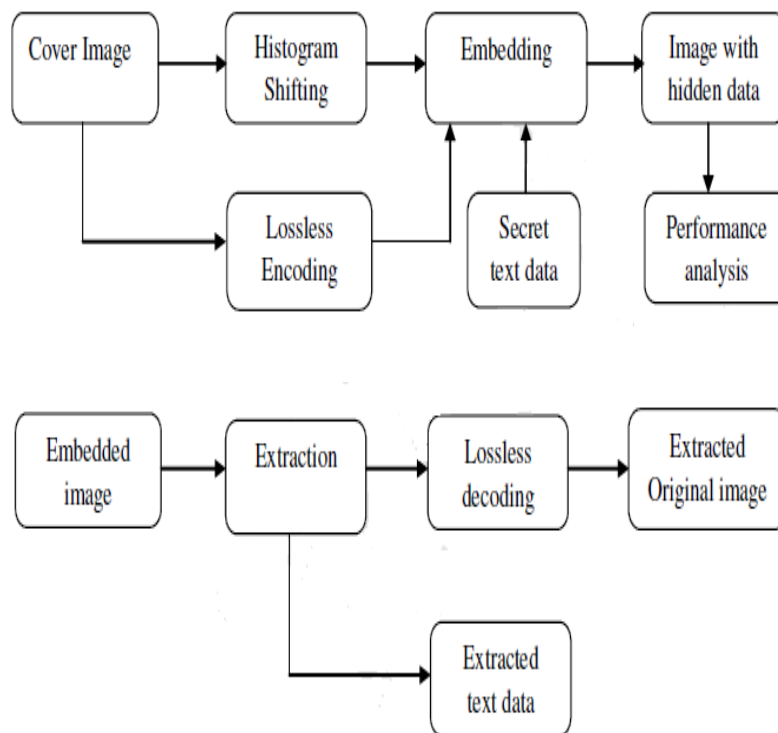 Cover Image
Histogram
Shifting
Embedding
Image with
hidden data
Lossless
Encoding
Secret
text data
Performance
analysis
Embedded
image
Extraction
Lossless
decoding
Extracted
Original image
Extracted
text data